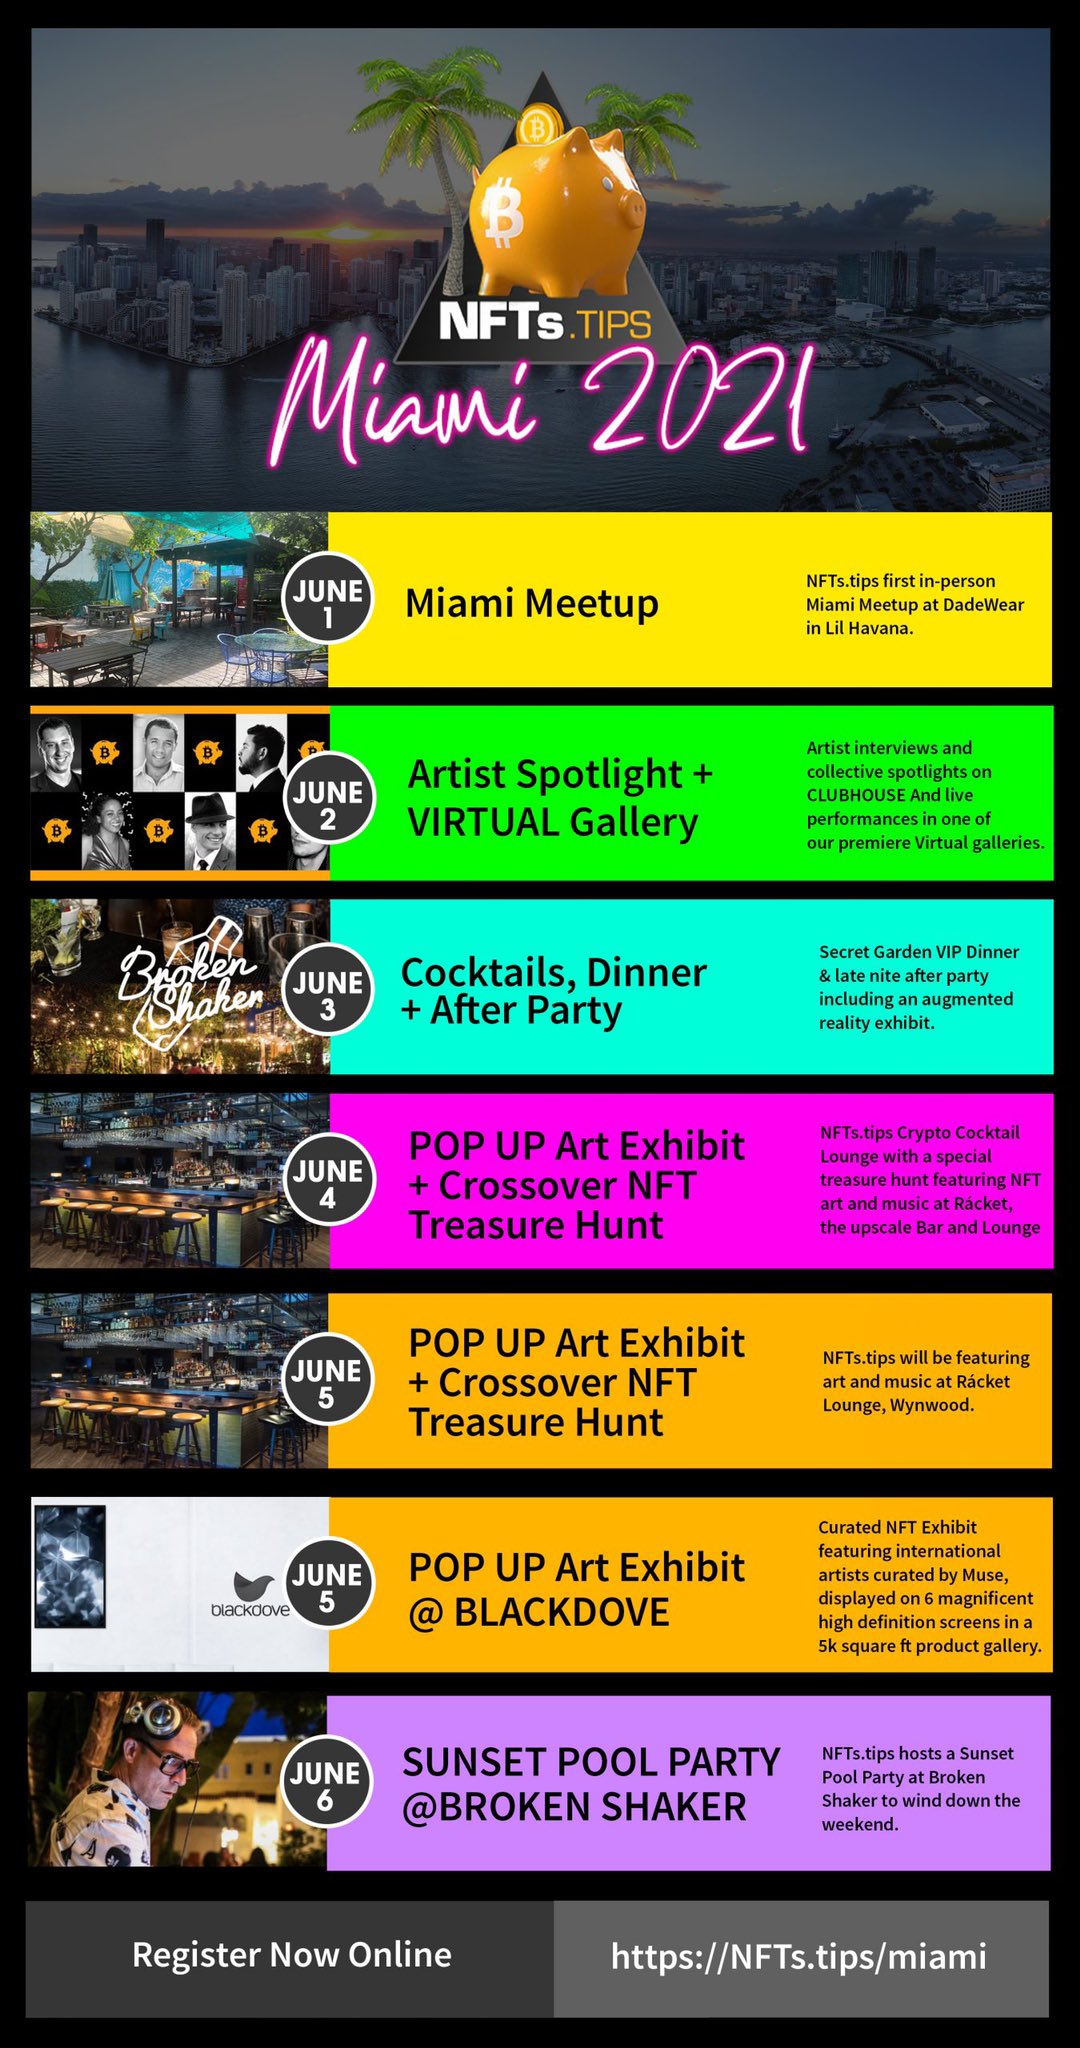 NFTs.TIPS
Miami 2021
JUNE
1
Miami Meetup
NFTs.tips first in-person
Miami Meetup at DadeWear
in Lil Havana.
JUNE
2
Artist Spotlight +
VIRTUAL Gallery
Artist interviews and
collective spotlights on
CLUBHOUSE And live
performances in one of
our premiere Virtual galleries.
Broken
Shaker
JUNE
3
Cocktails, Dinner
+ After Party
Secret Garden VIP Dinner
& late nite after party
including an augmented
reality exhibit.
JUNE
4
POP UP Art Exhibit
+ Crossover NFT
Treasure Hunt
NFTs.tips Crypto Cocktail
Lounge with a special
treasure hunt featuring NFT
art and music at Rácket,
the upscale Bar and Lounge
JUNE
5
POP UP Art Exhibit
+ Crossover NFT
Treasure Hunt
NFTs.tips will be featuring
art and music at Rácket
Lounge, Wynwood.
blackdove
JUNE
5
POP UP Art Exhibit
@ BLACKDOVE
Curated NFT Exhibit
featuring international
artists curated by Muse,
displayed on 6 magnificent
high definition screens in a
5k square ft product gallery.
JUNE
6
SUNSET POOL PARTY
@BROKEN SHAKER
NFTs.tips hosts a Sunset
Pool Party at Broken
Shaker to wind down the
weekend.
Register Now Online
https://NFTs.tips/miami